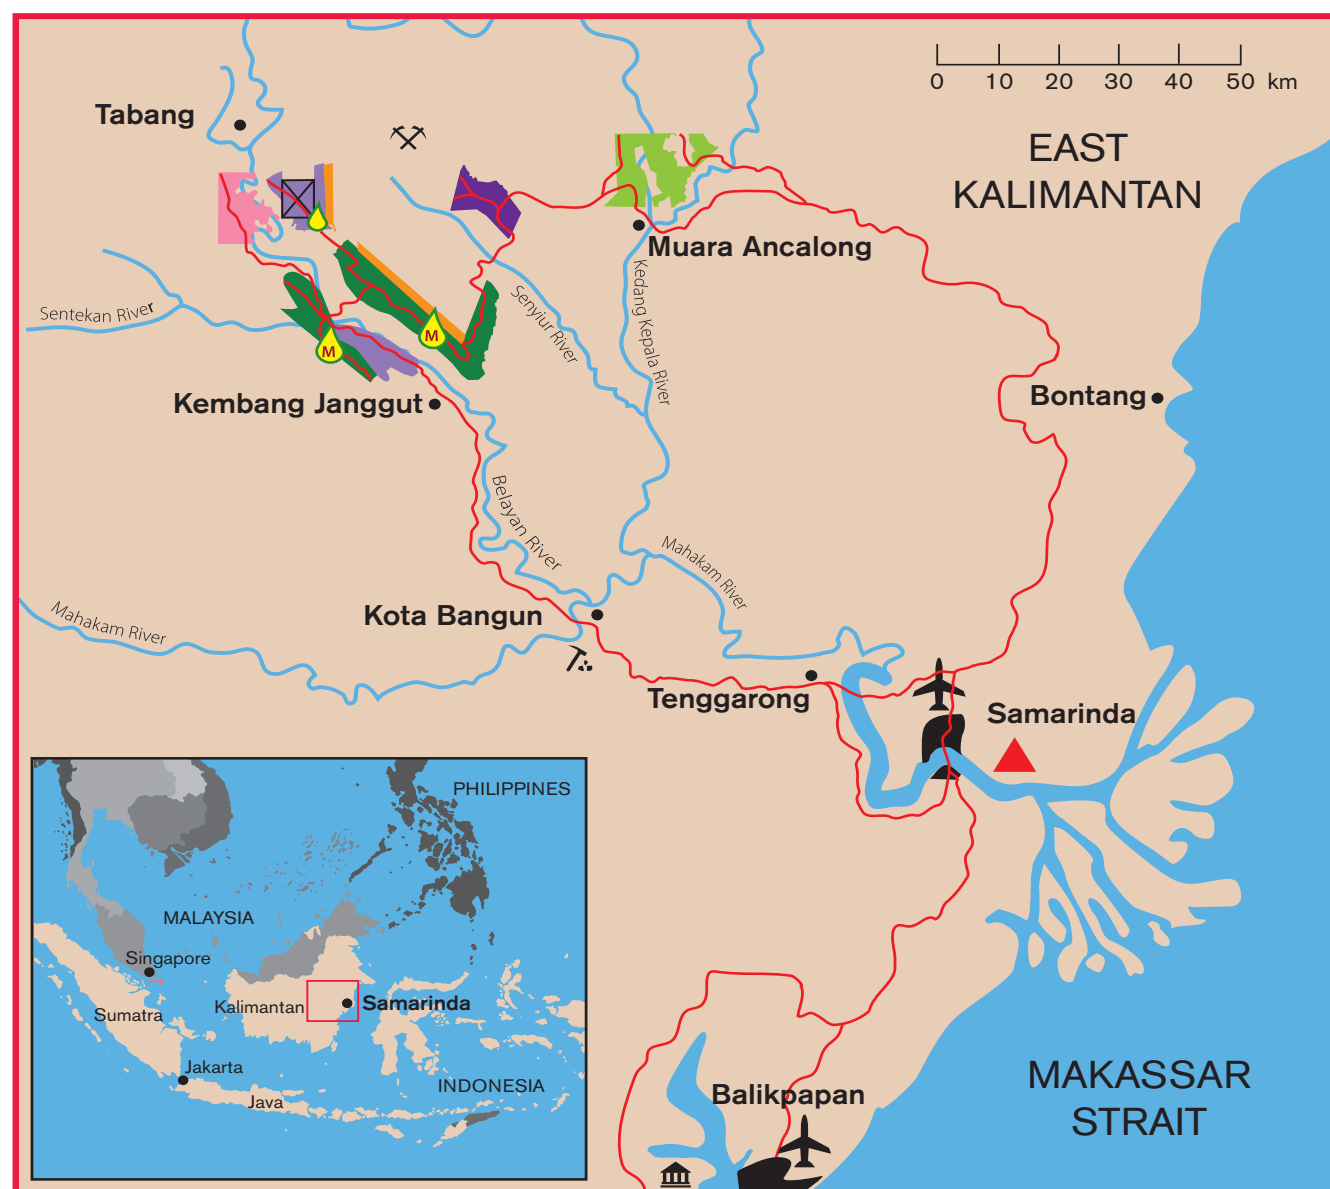 0 10 20 30 40 50 km
Tabang
EAST
KALIMANTAN
Muara Ancalong
Sentekan River
Senyiur River
Kedang Kepala River
M
M
Kembang Janggut
Bontang
Belayan River
Mahakam River
Mahakam River
Kota Bangun
Tenggarong
Samarinda
PHILIPPINES
MALAYSIA
Singapore
Kalimantan
Samarinda
Sumatra
Jakarta
Java
INDONESIA
MAKASSAR
STRAIT
Balikpapan